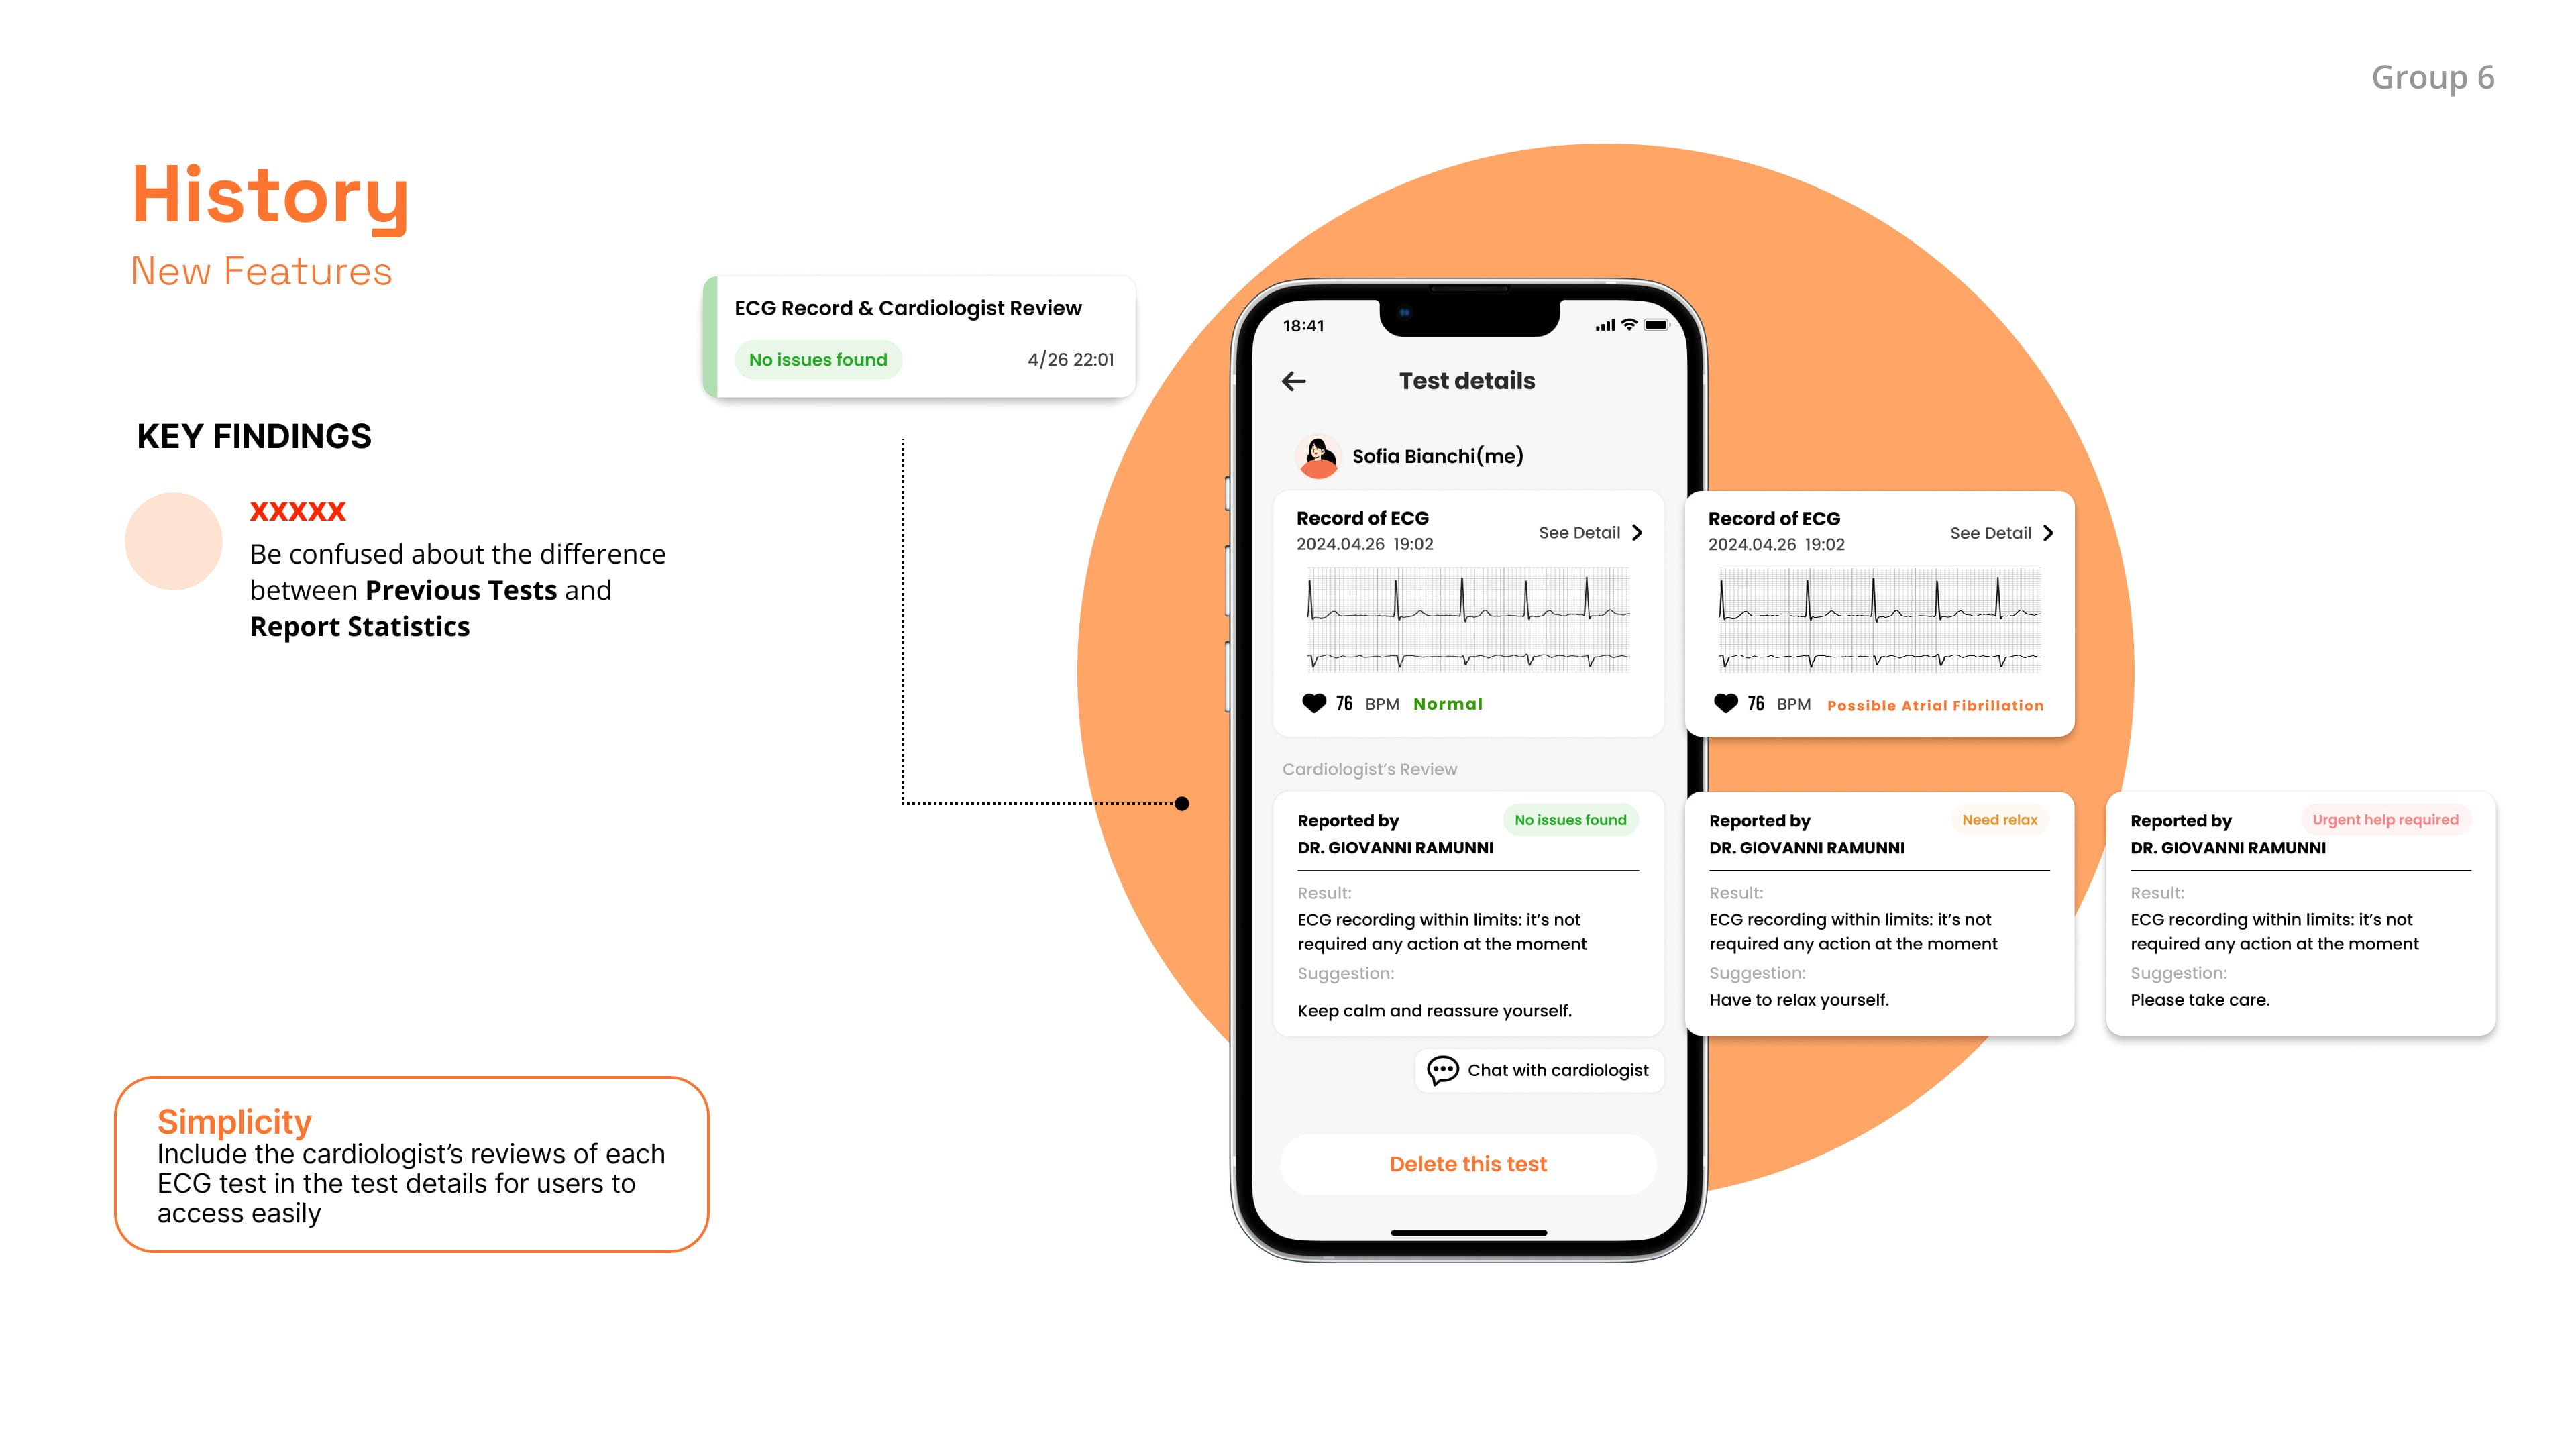 Group 6
History
New Features
KEY FINDINGS
xxxxx
Be confused about the difference
between Previous Tests and
Report Statistics
Simplicity
Include the cardiologist’s reviews of each
ECG test in the test details for users to
access easily
ECG Record & Cardiologist Review
No issues found
4/26 22:01
18:41
Test details
Sofia Bianchi(me)
Record of ECG
See Detail
2024.04.26 19:02
76 BPM Normal
Record of ECG
See Detail
2024.04.26 19:02
76 BPM Possible Atrial Fibrillation
Cardiologist’s Review
Reported by
No issues found
DR. GIOVANNI RAMUNNI
Result:
ECG recording within limits: it’s not
required any action at the moment
Suggestion:
Keep calm and reassure yourself.
Reported by
Need relax
DR. GIOVANNI RAMUNNI
Result:
ECG recording within limits: it’s not
required any action at the moment
Suggestion:
Have to relax yourself.
Reported by
Urgent help required
DR. GIOVANNI RAMUNNI
Result:
ECG recording within limits: it’s not
required any action at the moment
Suggestion:
Please take care.
Chat with cardiologist
Delete this test